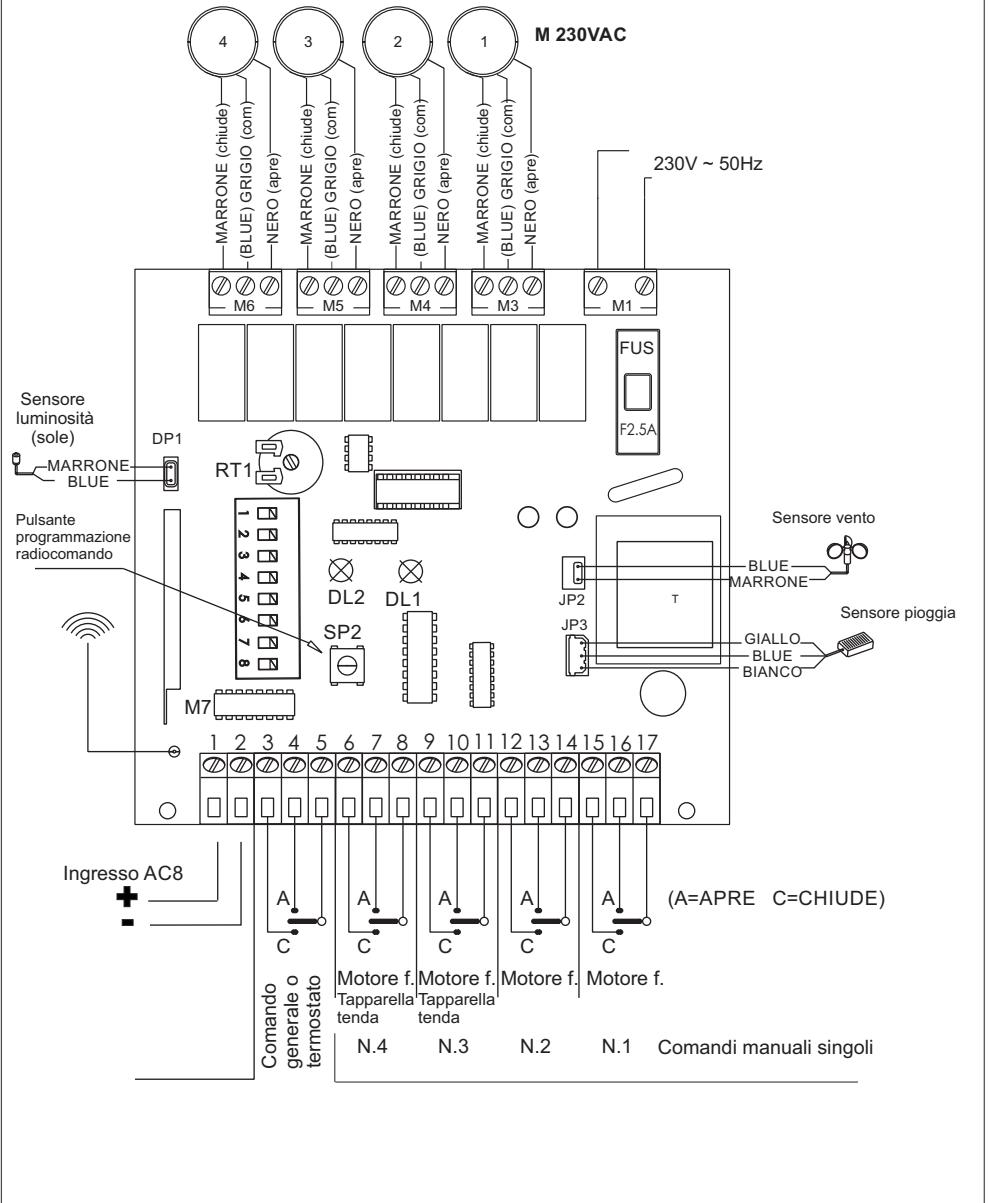 4 3 2 1 M 230VAC
MARRONE (chiude)
(BLUE) GRIGIO (com)
NERO (apre)
MARRONE (chiude)
(BLUE) GRIGIO (com)
NERO (apre)
MARRONE (chiude)
(BLUE) GRIGIO (com)
NERO (apre)
MARRONE (chiude)
(BLUE) GRIGIO (com)
NERO (apre)
230V ~ 50Hz
M6 M5 M4 M3 M1
FUS
F2.5A
Sensore
luminosità
(sole)
DP1
MARRONE
BLUE
RT1
Pulsante
programmazione
radiocomando
1
2
3
4
5
6
7
8
DL2 DL1
SP2
M7
Sensore vento
BLUE
MARRONE
JP2
T
Sensore pioggia
JP3
GIALLO
BLUE
BIANCO
1 2 3 4 5 6 7 8 9 10 11 12 13 14 15 16 17
Ingresso AC8
+
-
A A A A A (A=APRE C=CHIUDE)
C C C C C
Comando
generale o
termostato
Motore f. Motore f. Motore f. Motore f.
Tapparella Tapparella
tenda tenda
N.4 N.3 N.2 N.1 Comandi manuali singoli